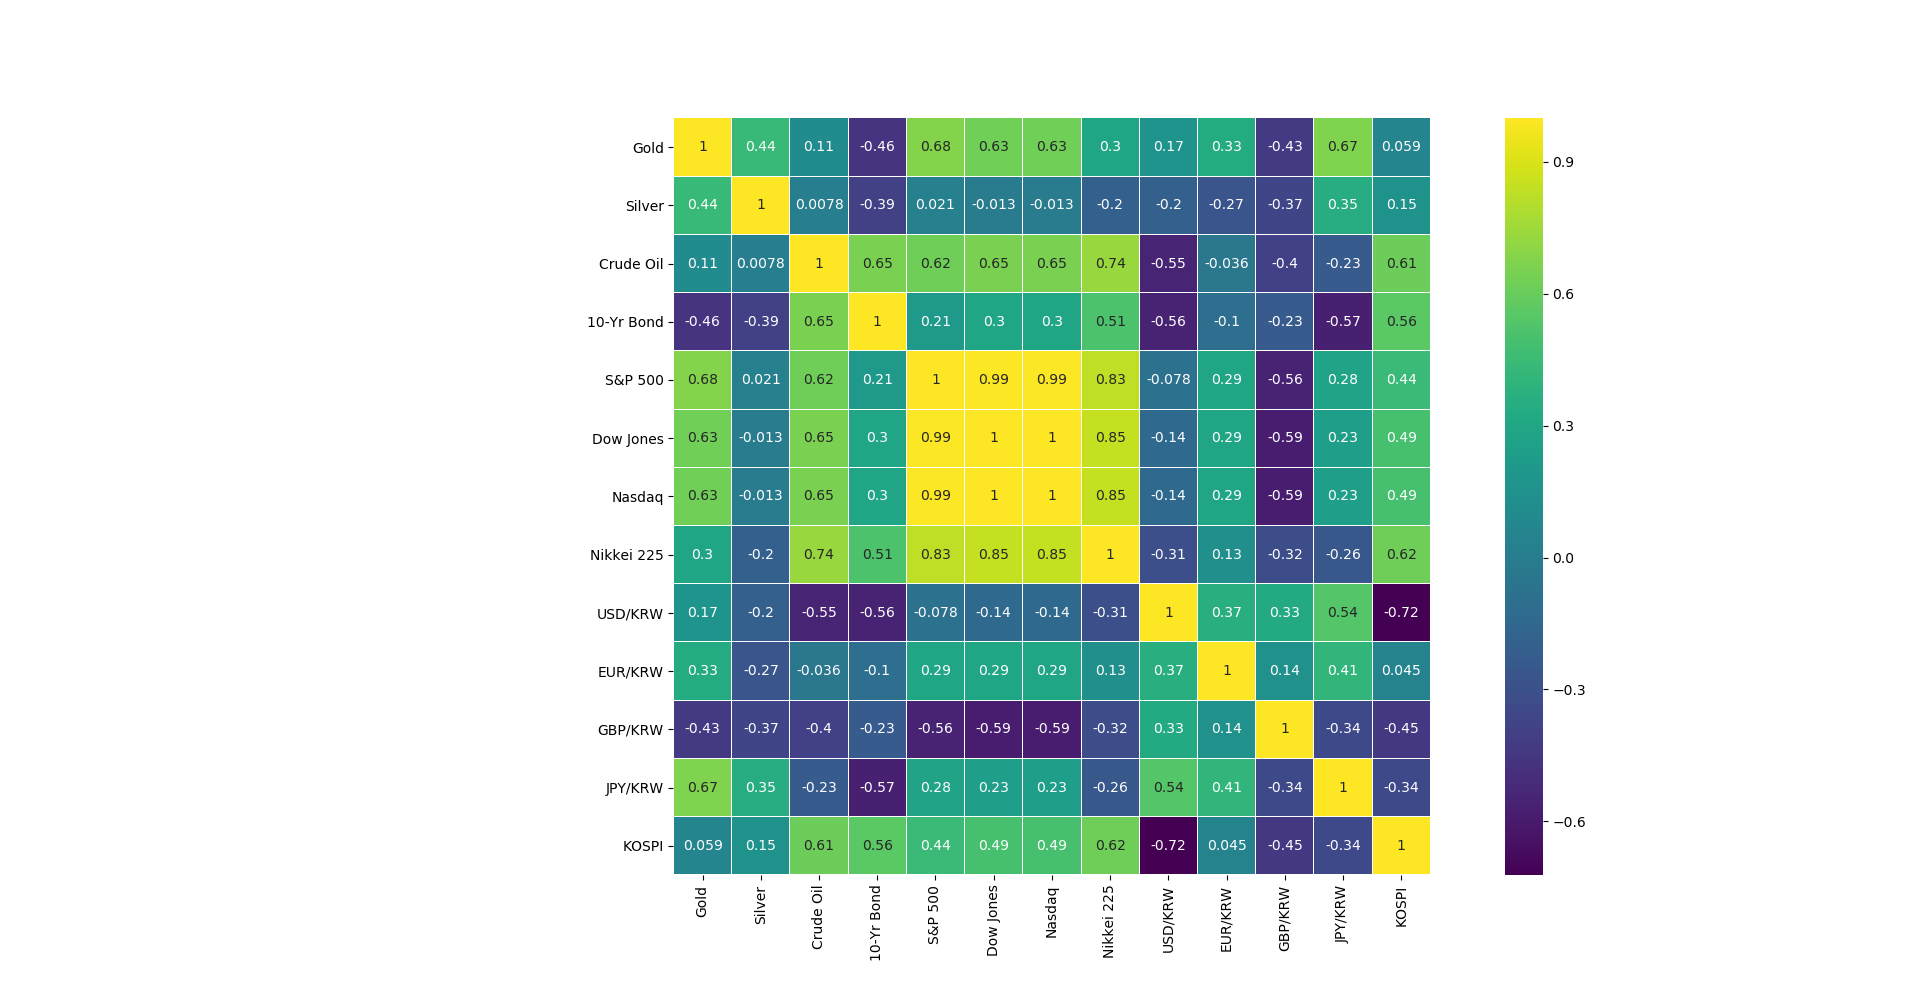 Gold 1 0.44 0.11 -0.46 0.68 0.63 0.63 0.3 0.17 0.33 -0.43 0.67 0.059
Silver 0.44 1 0.0078 -0.39 0.021 -0.013 -0.013 -0.2 -0.2 -0.27 -0.37 0.35 0.15
Crude Oil 0.11 0.0078 1 0.65 0.62 0.65 0.65 0.74 -0.55 -0.036 -0.4 -0.23 0.61
10-Yr Bond -0.46 -0.39 0.65 1 0.21 0.3 0.3 0.51 -0.56 -0.1 -0.23 -0.57 0.56
S&P 500 0.68 0.021 0.62 0.21 1 0.99 0.99 0.83 -0.078 0.29 -0.56 0.28 0.44
Dow Jones 0.63 -0.013 0.65 0.3 0.99 1 1 0.85 -0.14 0.29 -0.59 0.23 0.49
Nasdaq 0.63 -0.013 0.65 0.3 0.99 1 1 0.85 -0.14 0.29 -0.59 0.23 0.49
Nikkei 225 0.3 -0.2 0.74 0.51 0.83 0.85 0.85 1 -0.31 0.13 -0.32 -0.26 0.62
USD/KRW 0.17 -0.2 -0.55 -0.56 -0.078 -0.14 -0.14 -0.31 1 0.37 0.33 0.54 -0.72
EUR/KRW 0.33 -0.27 -0.036 -0.1 0.29 0.29 0.29 0.13 0.37 1 0.14 0.41 0.045
GBP/KRW -0.43 -0.37 -0.4 -0.23 -0.56 -0.59 -0.59 -0.32 0.33 0.14 1 -0.34 -0.45
JPY/KRW 0.67 0.35 -0.23 -0.57 0.28 0.23 0.23 -0.26 0.54 0.41 -0.34 1 -0.34
KOSPI 0.059 0.15 0.61 0.56 0.44 0.49 0.49 0.62 -0.72 0.045 -0.45 -0.34 1
Gold Silver Crude Oil 10-Yr Bond S&P 500 Dow Jones Nasdaq Nikkei 225 USD/KRW EUR/KRW GBP/KRW JPY/KRW KOSPI
0.9
0.6
0.3
0.0
−0.3
−0.6